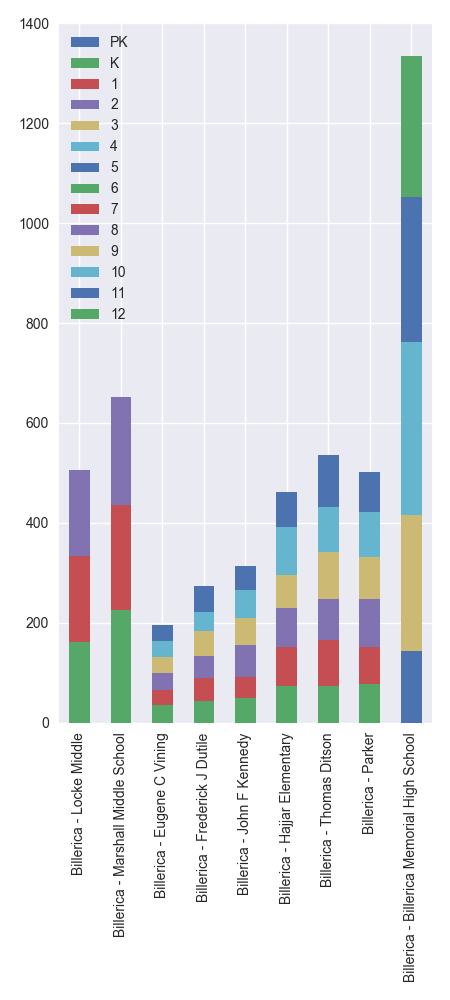 1400
1200
1000
800
600
400
200
0
PK
K
1
2
3
4
5
6
7
8
9
10
11
12
Billerica - Locke Middle
Billerica - Marshall Middle School
Billerica - Eugene C Vining
Billerica - Frederick J Dutile
Billerica - John F Kennedy
Billerica - Hajjar Elementary
Billerica - Thomas Ditson
Billerica - Parker
Billerica - Billerica Memorial High School